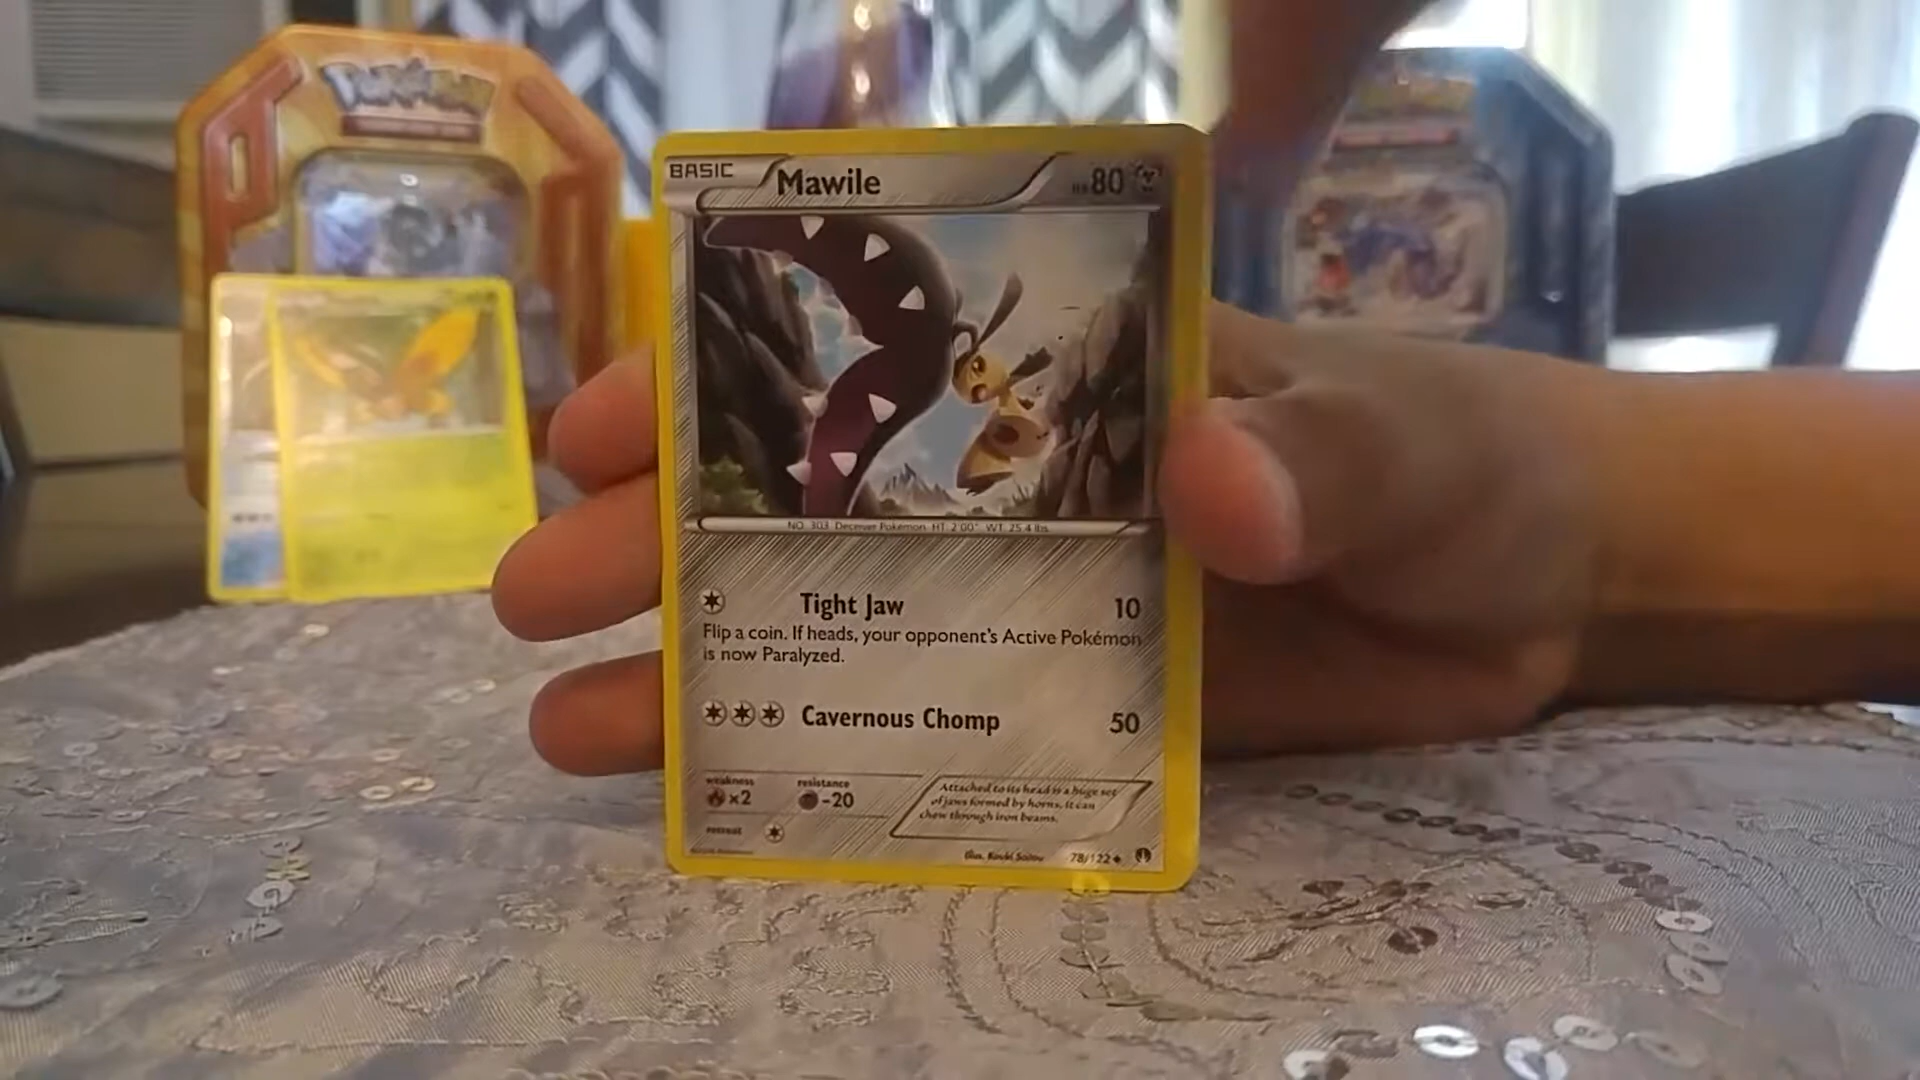 Pokémon
BASIC
Mawile
HP80
NO. 303 Deceiver Pokémon HT: 2'00" WT: 25.4 lbs.
Tight Jaw
10
Flip a coin. If heads, your opponent's Active Pokémon
is now Paralyzed.
Cavernous Chomp
50
weakness
×2
resistance
-20
retreat
Attached to its head is a huge set
of jaws formed by horns. It can
chew through iron beams.
Illus. Kouki Saitou
78/122